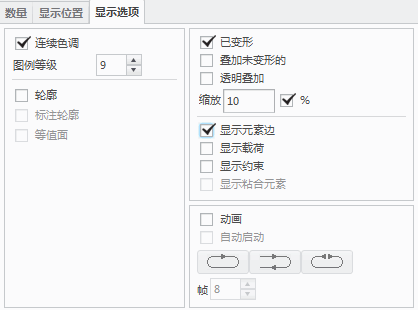 数量 显示位置 显示选项
连续色调
图例等级 9
轮廓
标注轮廓
等值面
已变形
叠加未变形的
透明叠加
缩放 10 %
显示元素边
显示载荷
显示约束
显示粘合元素
动画
自动启动
帧 8